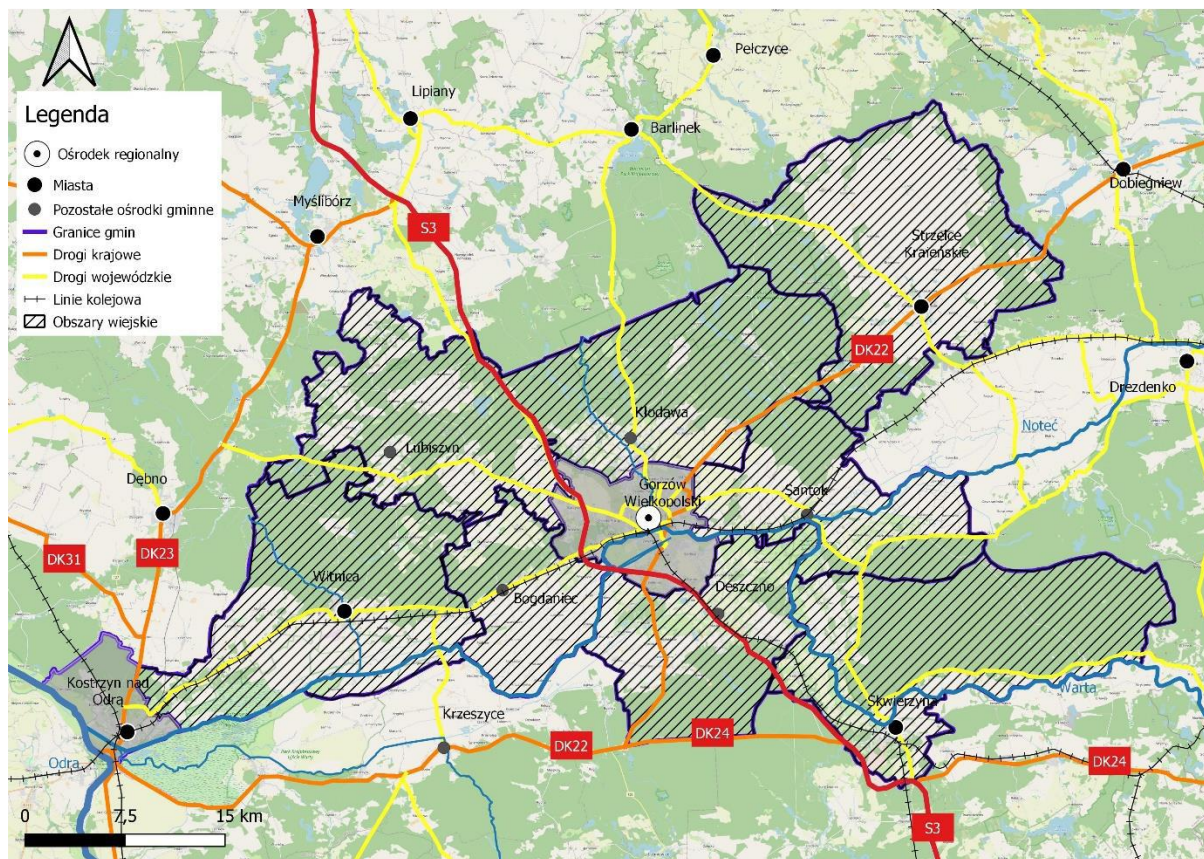 Pełczyce
Lipiany
Barlinek
Legenda
Ośrodek regionalny
Miasta
Pozostałe ośrodki gminne
Granice gmin
Drogi krajowe
Drogi wojewódzkie
Linie kolejowa
Obszary wiejskie
Myślibórz
S3
Dobiegniew
Strzelce
Krajeńskie
DK22
Drezdenko
Kłodawa
Noteć
Lubiszyn
Dębno
Gorzów
Wielkopolski
Santok
DK31
DK23
Witnica
Bogdaniec
Deszczno
Kostrzyn nad
Odrą
Odra
Krzeszyce
Skwierzyna
Warta
DK22
DK24
DK24
S3
0 7,5 15 km